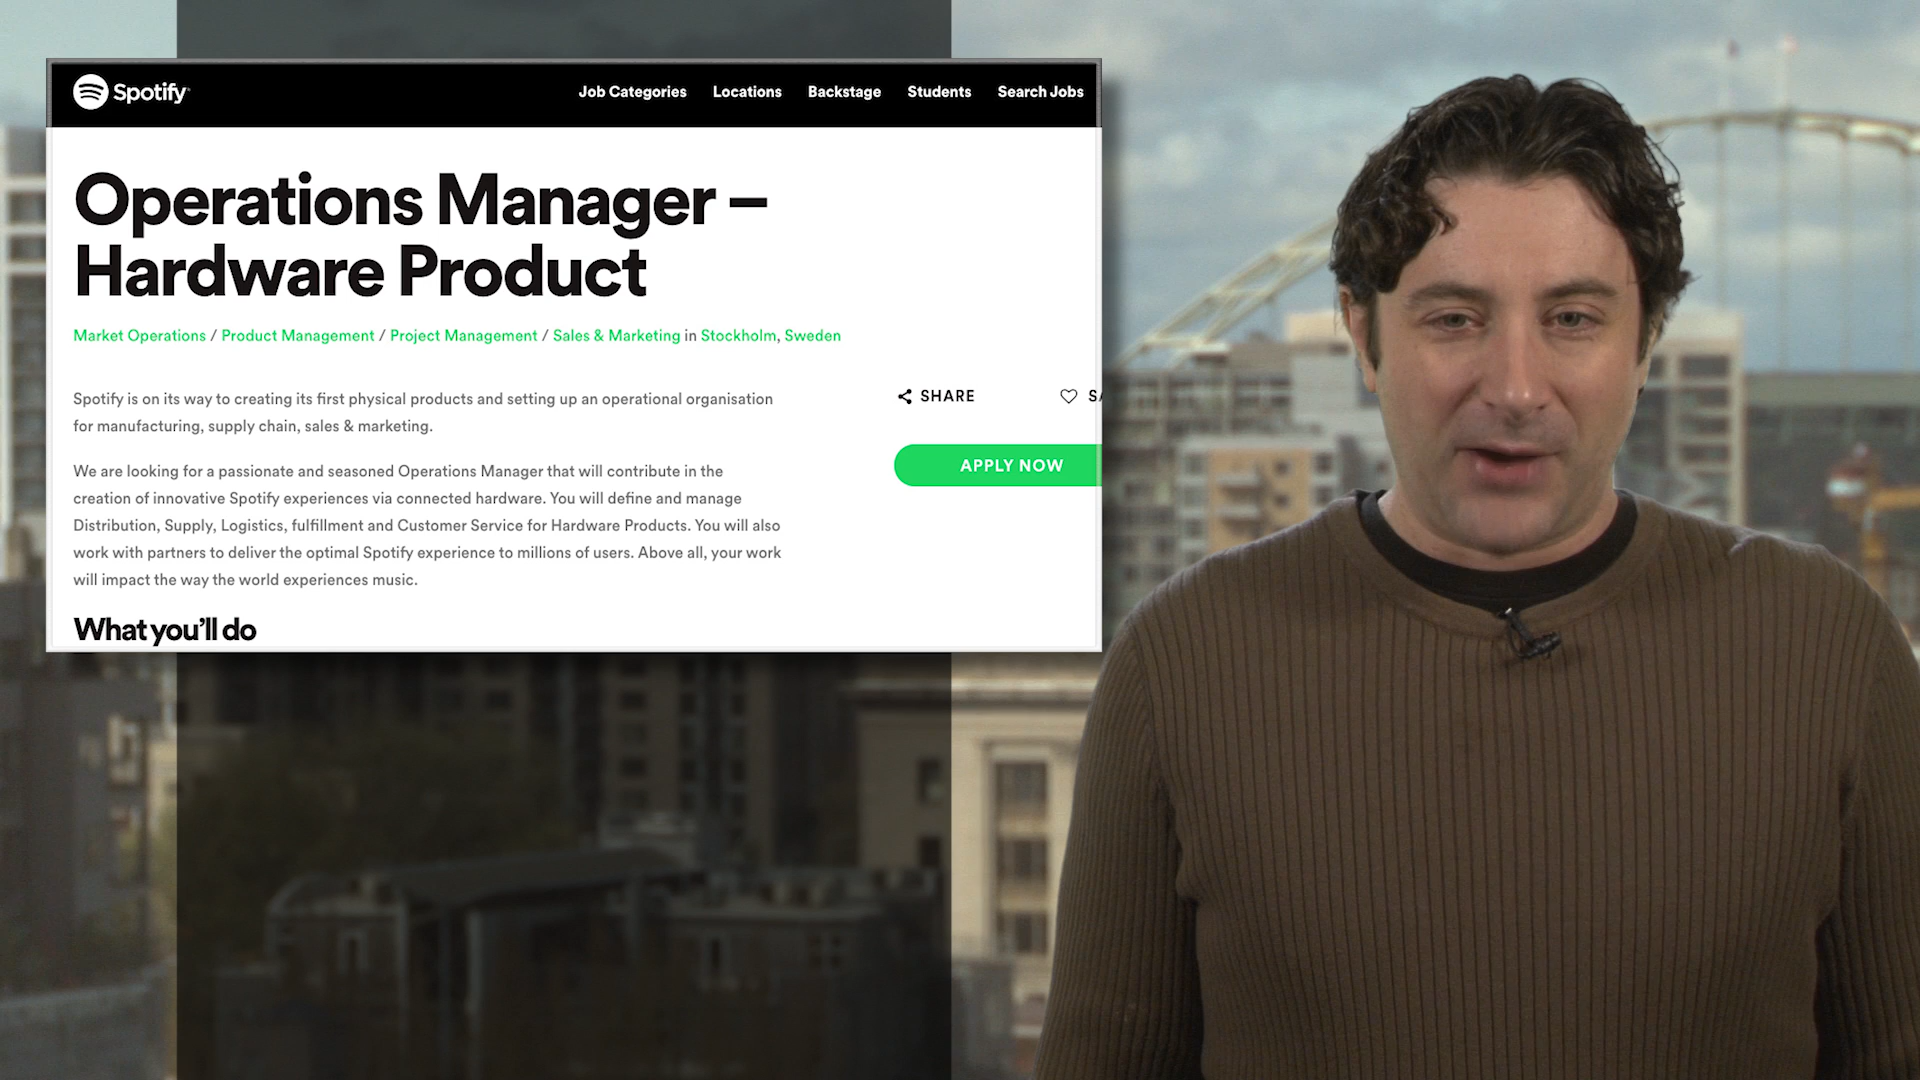 Spotify
Job Categories Locations Backstage Students Search Jobs
Operations Manager –
Hardware Product
Market Operations / Product Management / Project Management / Sales & Marketing in Stockholm, Sweden
Spotify is on its way to creating its first physical products and setting up an operational organisation
for manufacturing, supply chain, sales & marketing.
SHARE
We are looking for a passionate and seasoned Operations Manager that will contribute in the
creation of innovative Spotify experiences via connected hardware. You will define and manage
Distribution, Supply, Logistics, fulfillment and Customer Service for Hardware Products. You will also
work with partners to deliver the optimal Spotify experience to millions of users. Above all, your work
will impact the way the world experiences music.
APPLY NOW
What you'll do